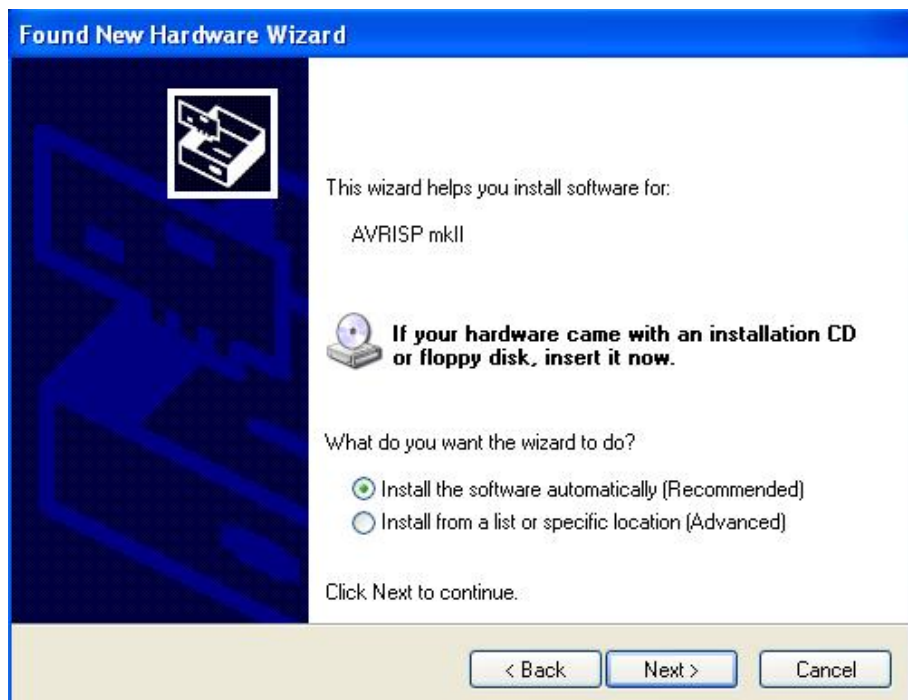 Found New Hardware Wizard
This wizard helps you install software for:
AVRISP mkII
If your hardware came with an installation CD
or floppy disk, insert it now.
What do you want the wizard to do?
Install the software automatically (Recommended)
Install from a list or specific location (Advanced)
Click Next to continue.
< Back Next > Cancel